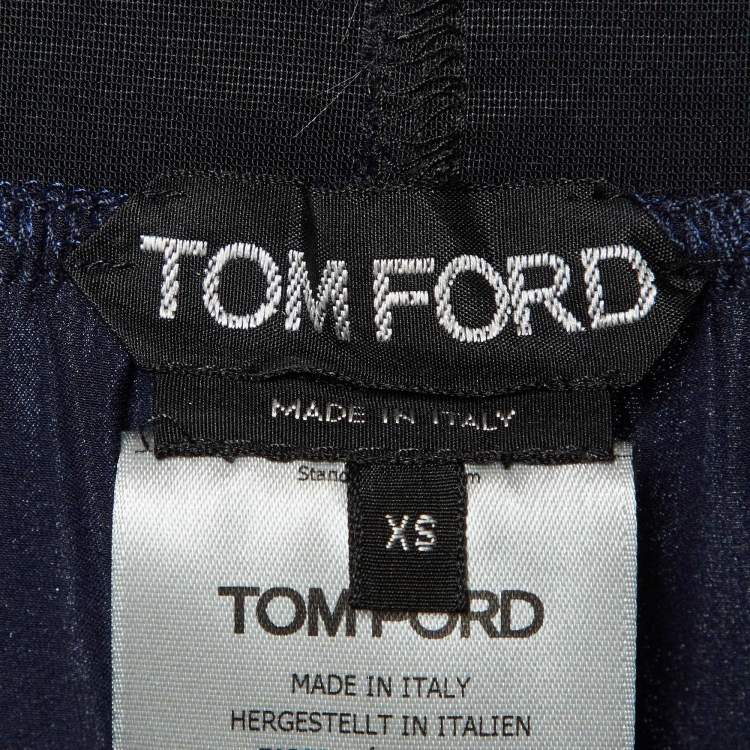 TOM FORD
MADE IN ITALY
XS
TOM FORD
MADE IN ITALY
HERGESTELLT IN ITALIEN